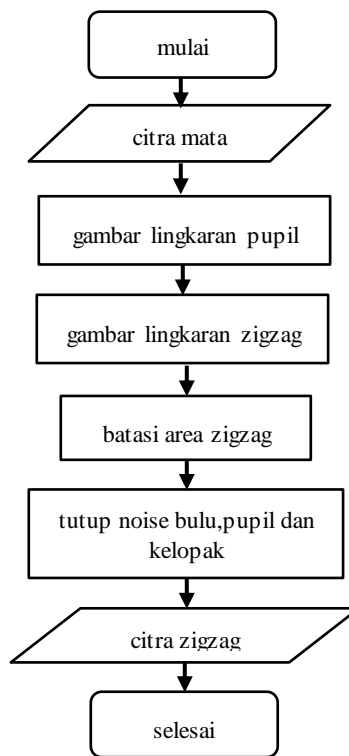 mulai
citra mata
gambar lingkaran pupil
gambar lingkaran zigzag
batasi area zigzag
tutup noise bulu,pupil dan
kelopak
citra zigzag
selesai